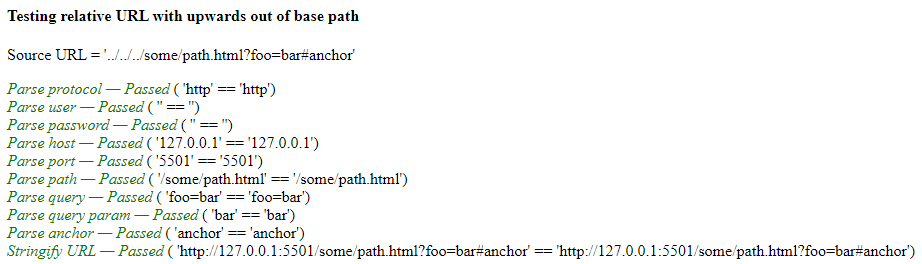 Testing relative URL with upwards out of base path
Source URL = '../../../some/path.html?foo=bar#anchor'
Parse protocol — Passed ( 'http' == 'http')
Parse user — Passed ( '' == '')
Parse password — Passed ( '' == '')
Parse host — Passed ( '127.0.0.1' == '127.0.0.1')
Parse port — Passed ( '5501' == '5501')
Parse path — Passed ( '/some/path.html' == '/some/path.html')
Parse query — Passed ( 'foo=bar' == 'foo=bar')
Parse query param — Passed ( 'bar' == 'bar')
Parse anchor — Passed ( 'anchor' == 'anchor')
Stringify URL — Passed ( 'http://127.0.0.1:5501/some/path.html?foo=bar#anchor' == 'http://127.0.0.1:5501/some/path.html?foo=bar#anchor')